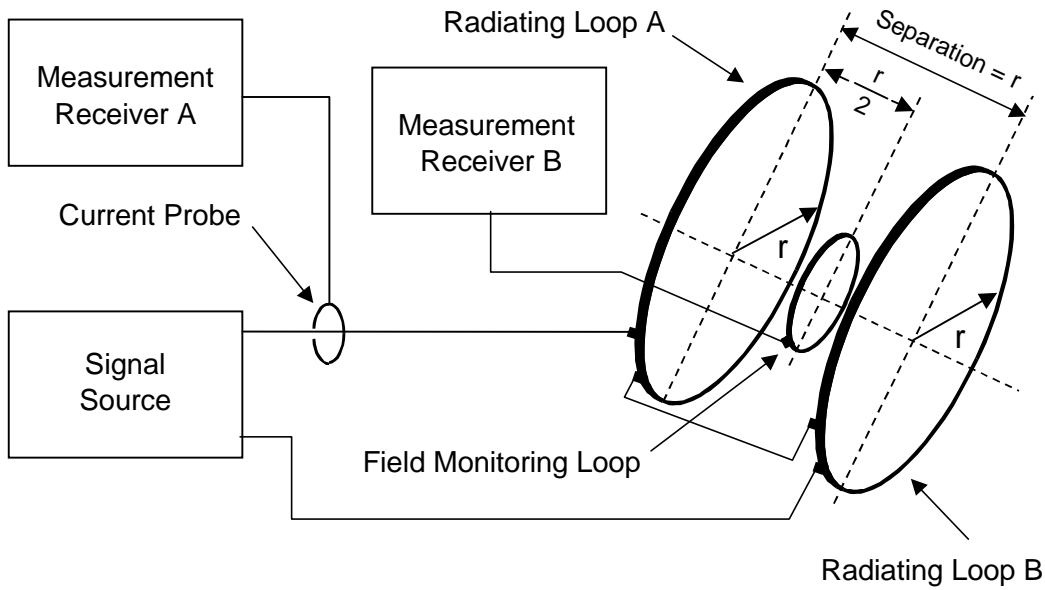 Measurement
Receiver A
Radiating Loop A
Separation = r
r
2
Measurement
Receiver B
Current Probe
r
r
Signal
Source
Field Monitoring Loop
Radiating Loop B